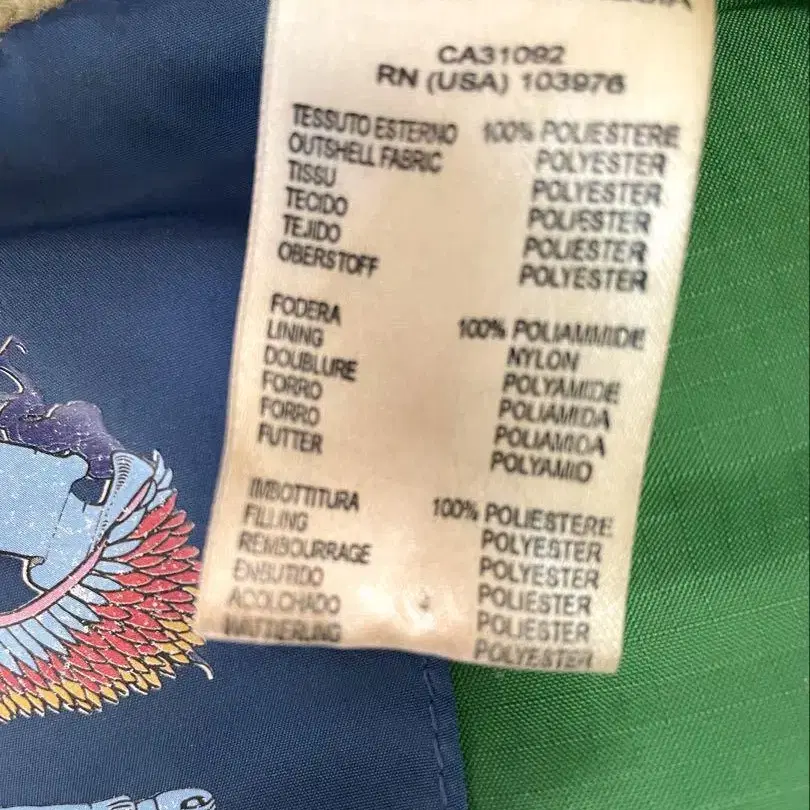 CA31092
RN (USA) 103976
TESSUTO ESTERNO 100% POLIESTERE
OUTSHELL FABRIC POLYESTER
TISSU POLYESTER
TECIDO POLIESTER
TEJIDO POLIESTER
OBERSTOFF POLYESTER
FODERA 100% POLIAMMIDE
LINING NYLON
DOUBLURE POLYAMIDE
FORRO POLIAMIDA
FORRO POLIAMIDA
FUTTER POLYAMID
IMBOTTITURA 100% POLIESTERE
FILLING POLYESTER
REMBOURRAGE POLYESTER
ENSUTIDO POLIESTER
ACOLCHADO POLIESTER
WATTIERLING POLYESTER